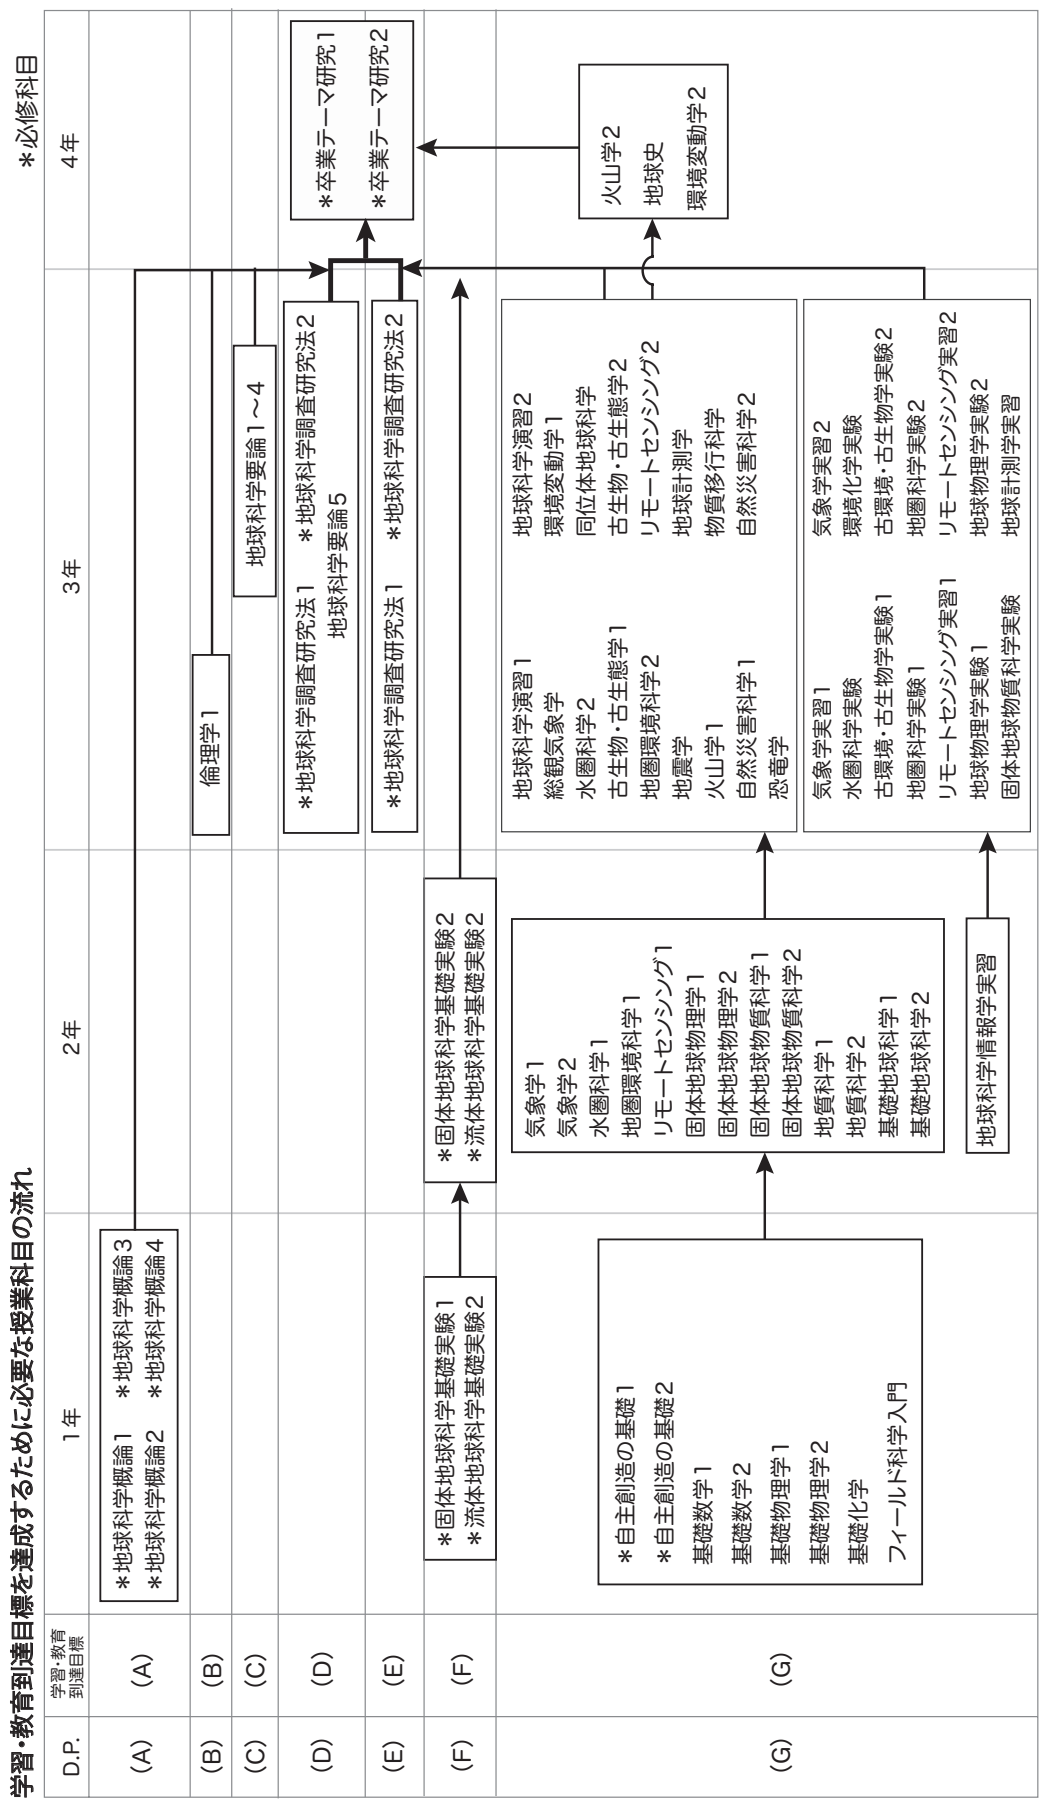 学習・教育到達目標を達成するために必要な授業科目の流れ
＊必修科目
D.P.
学習・教育
到達目標
1年
2年
3年
4年
(A)
(A)
＊地球科学概論1
＊地球科学概論3
＊地球科学概論2
＊地球科学概論4
(B)
(B)
倫理学1
(C)
(C)
地球科学要論1～4
(D)
(D)
＊地球科学調査研究法1
＊地球科学調査研究法2
地球科学要論5
(E)
(E)
＊地球科学調査研究法1
＊地球科学調査研究法2
＊卒業テーマ研究1
＊卒業テーマ研究2
(F)
(F)
＊固体地球科学基礎実験1
＊流体地球科学基礎実験2
＊固体地球科学基礎実験2
＊流体地球科学基礎実験2
(G)
(G)
＊自主創造の基礎1
＊自主創造の基礎2
基礎数学1
基礎数学2
基礎物理学1
基礎物理学2
基礎化学
フィールド科学入門
気象学1
気象学2
水圏科学1
地圏環境科学1
リモートセンシング1
固体地球物理学1
固体地球物理学2
固体地球物質科学1
固体地球物質科学2
地質科学1
地質科学2
基礎地球科学1
基礎地球科学2
地球科学情報学実習
地球科学演習1
総観気象学
水圏科学2
古生物・古生態学1
地圏環境科学2
地震学
火山学1
自然災害科学1
恐竜学
地球科学演習2
環境変動学1
同位体地球科学
古生物・古生態学2
リモートセンシング2
地球計測学
物質移行科学
自然災害科学2
気象学実習1
水圏科学実験
古環境・古生物学実験1
地圏科学実験1
リモートセンシング実習1
地球物理学実験1
固体地球物質科学実験
気象学実習2
環境化学実験
古環境・古生物学実験2
地圏科学実験2
リモートセンシング実習2
地球物理学実験2
地球計測学実習
火山学2
地球史
環境変動学2